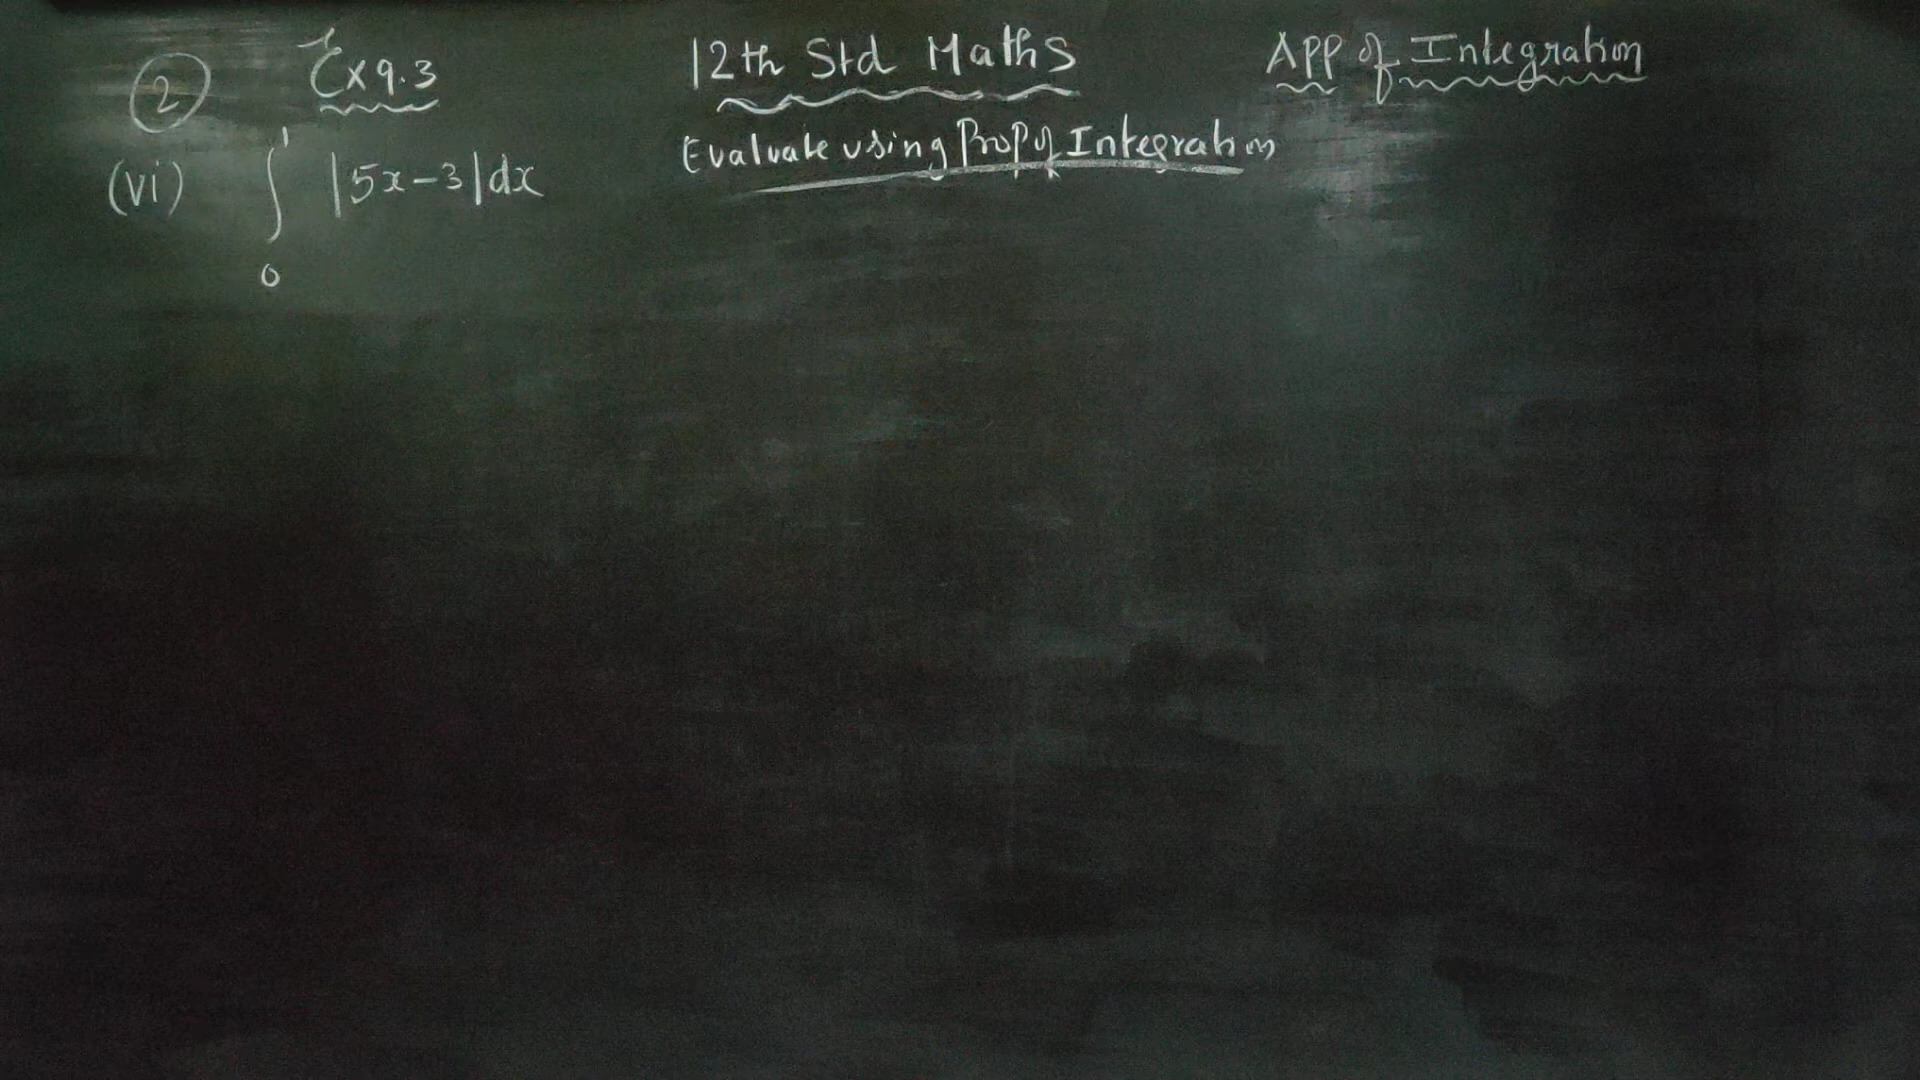 ② Ex 9.3 12th Std Maths APP of Integration
Evaluate using Prop of Integration
(vi) ∫₀¹ |5x-3|dx